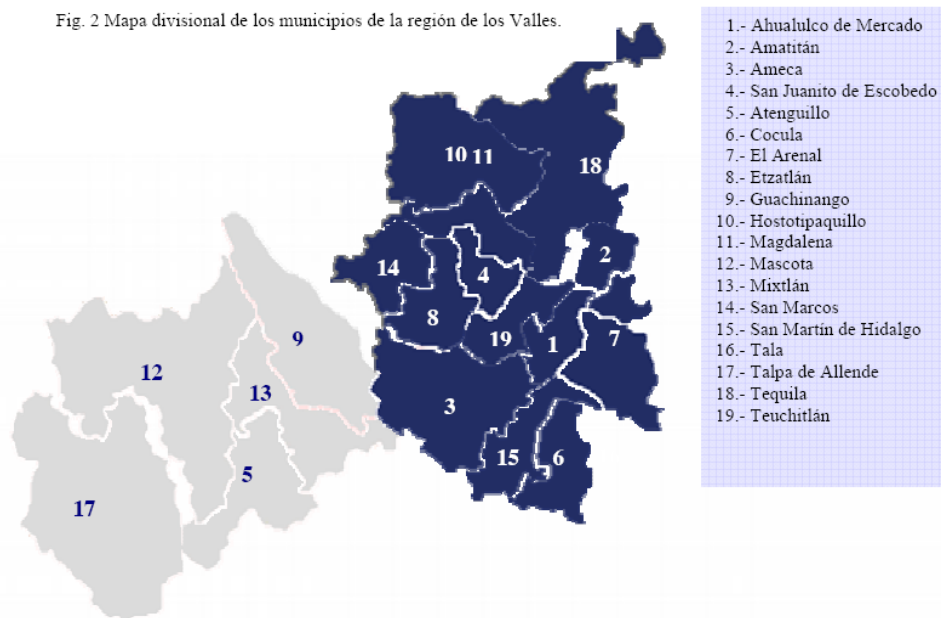 Fig. 2 Mapa divisional de los municipios de la región de los Valles.
1.- Ahualulco de Mercado
2.- Amatitán
3.- Ameca
4.- San Juanito de Escobedo
5.- Atenguillo
6.- Cocula
7.- El Arenal
8.- Etzatlán
9.- Guachinango
10.- Hostotipaquillo
11.- Magdalena
12.- Mascota
13.- Mixtlán
14.- San Marcos
15.- San Martín de Hidalgo
16.- Tala
17.- Talpa de Allende
18.- Tequila
19.- Teuchitlán
10 11
18
2
14
4
8
19
1
7
9
12
13
3
15
6
5
17